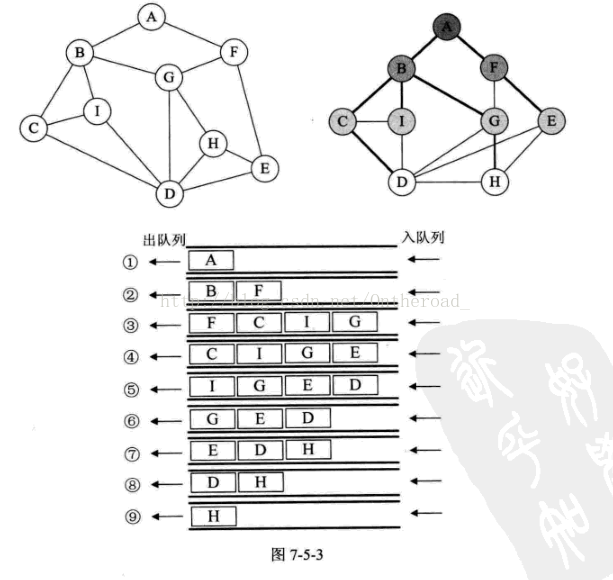 A
B F
G
I
C H
E
D
A
B F
C I G E
D H
出队列 入队列
① A
② B F
http://blog.csdn.net/Ontheroad_
③ F C I G
④ C I G E
⑤ I G E D
⑥ G E D
⑦ E D H
⑧ D H
⑨ H
图 7-5-3